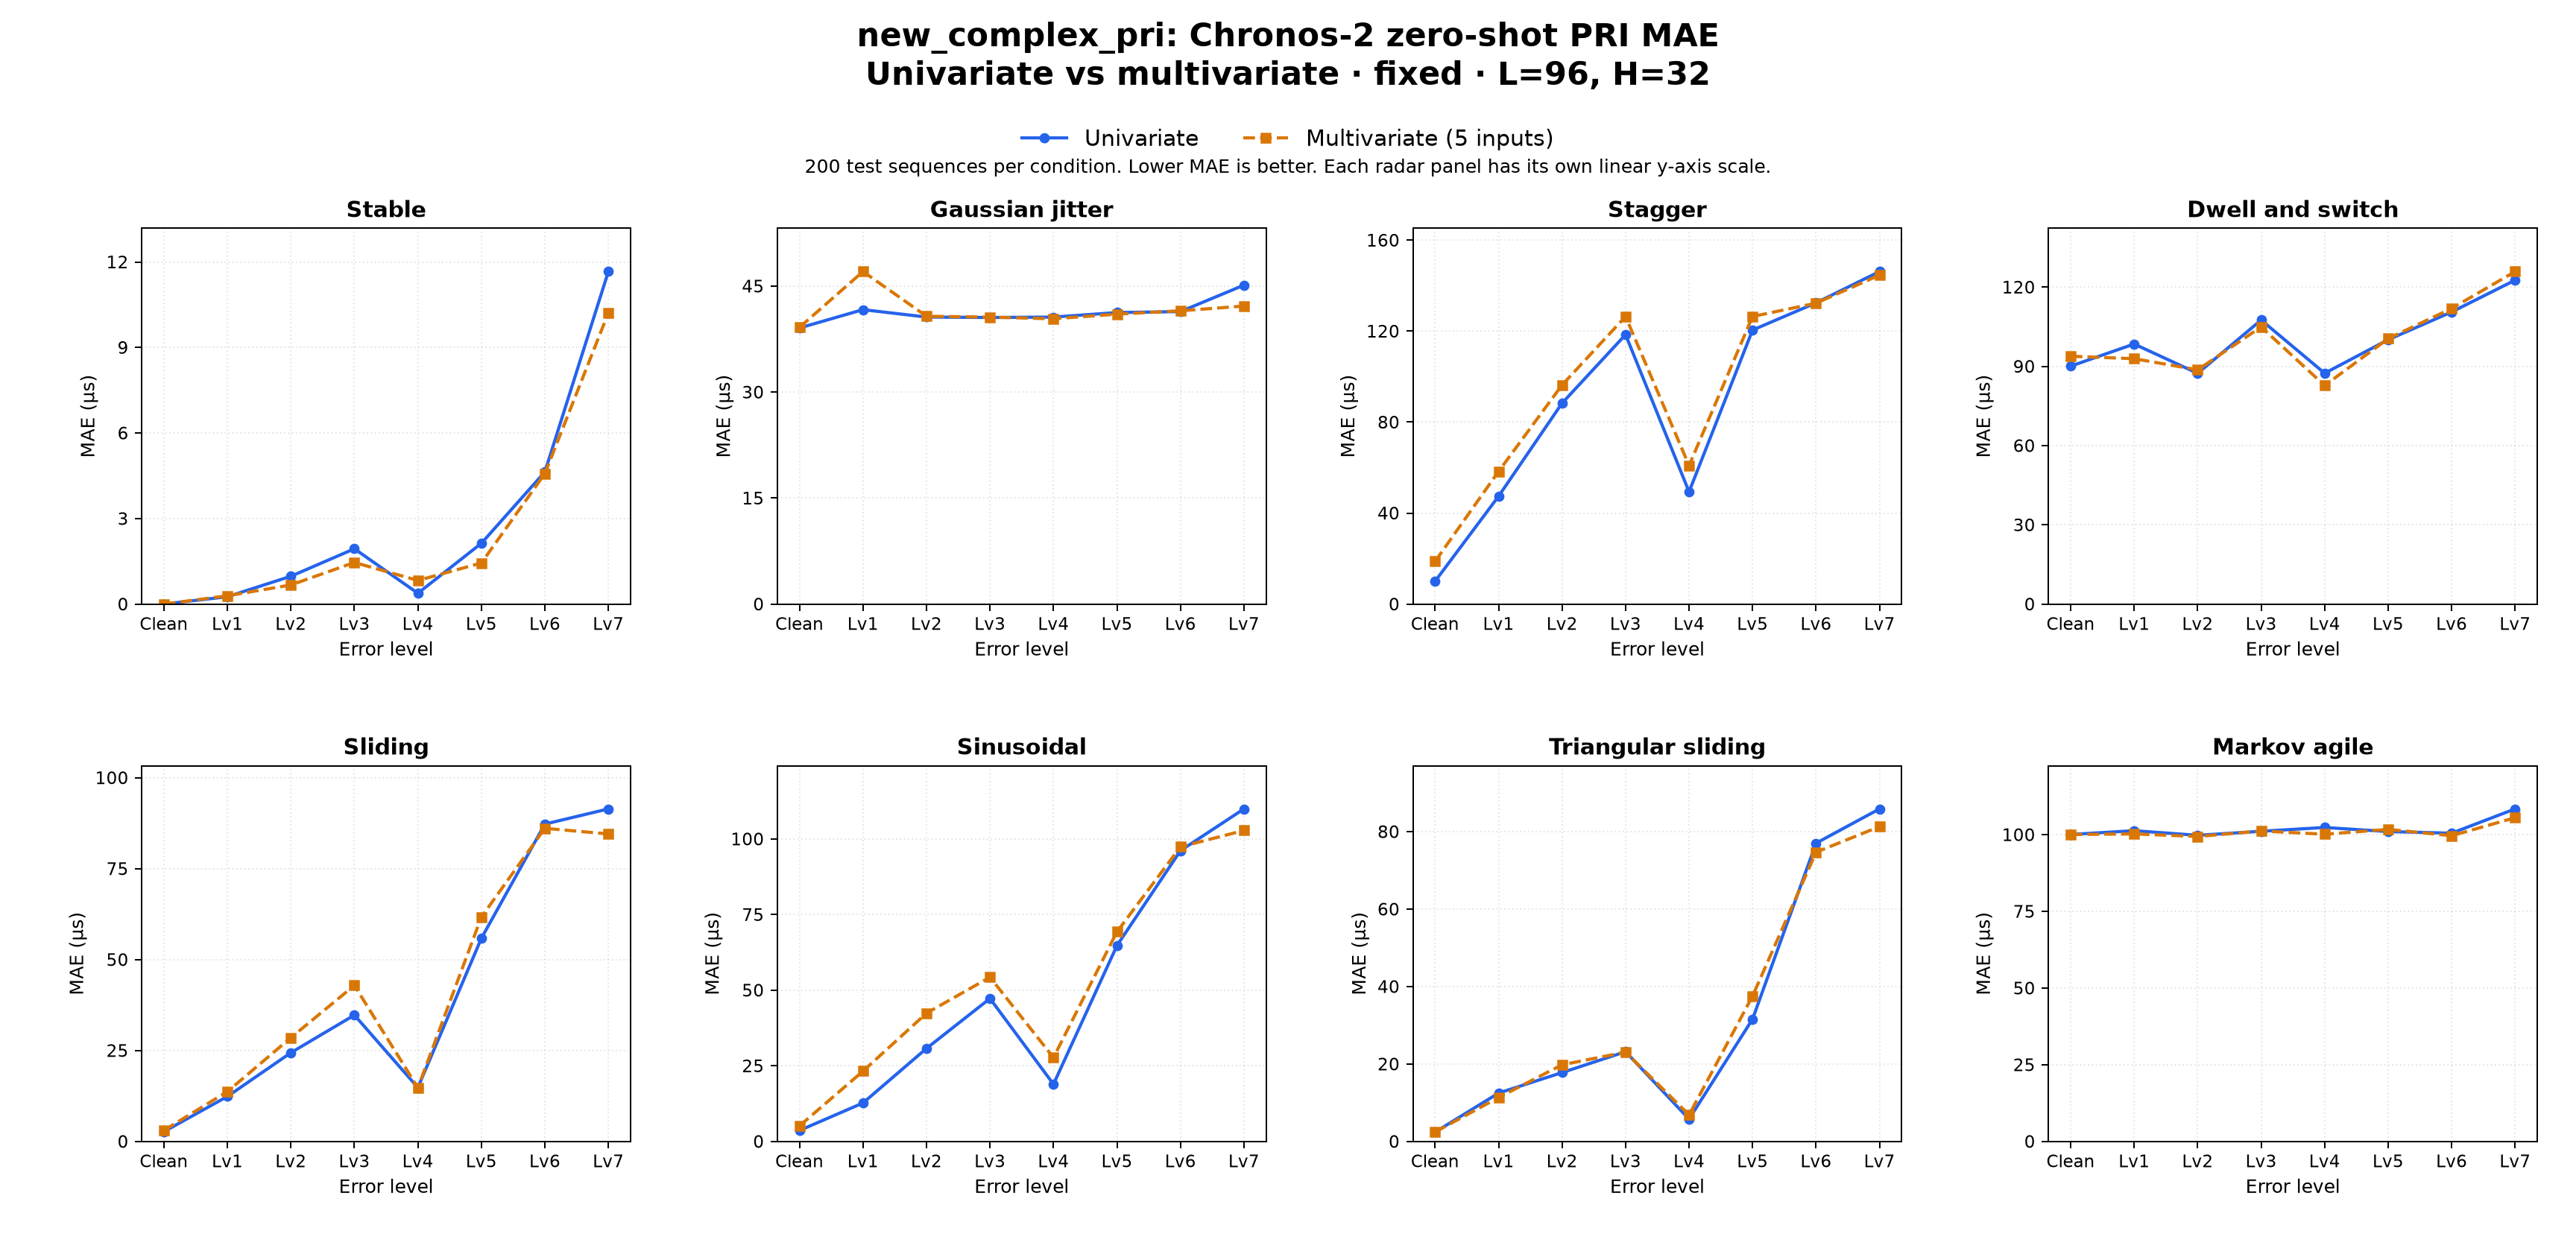 new_complex_pri: Chronos-2 zero-shot PRI MAE
Univariate vs multivariate · fixed · L=96, H=32
Univariate
Multivariate (5 inputs)
200 test sequences per condition. Lower MAE is better. Each radar panel has its own linear y-axis scale.
Stable
12
9
6
3
0
MAE (µs)
Clean Lv1 Lv2 Lv3 Lv4 Lv5 Lv6 Lv7
Error level
Gaussian jitter
45
30
15
0
MAE (µs)
Clean Lv1 Lv2 Lv3 Lv4 Lv5 Lv6 Lv7
Error level
Stagger
160
120
80
40
0
MAE (µs)
Clean Lv1 Lv2 Lv3 Lv4 Lv5 Lv6 Lv7
Error level
Dwell and switch
120
90
60
30
0
MAE (µs)
Clean Lv1 Lv2 Lv3 Lv4 Lv5 Lv6 Lv7
Error level
Sliding
100
75
50
25
0
MAE (µs)
Clean Lv1 Lv2 Lv3 Lv4 Lv5 Lv6 Lv7
Error level
Sinusoidal
100
75
50
25
0
MAE (µs)
Clean Lv1 Lv2 Lv3 Lv4 Lv5 Lv6 Lv7
Error level
Triangular sliding
80
60
40
20
0
MAE (µs)
Clean Lv1 Lv2 Lv3 Lv4 Lv5 Lv6 Lv7
Error level
Markov agile
100
75
50
25
0
MAE (µs)
Clean Lv1 Lv2 Lv3 Lv4 Lv5 Lv6 Lv7
Error level